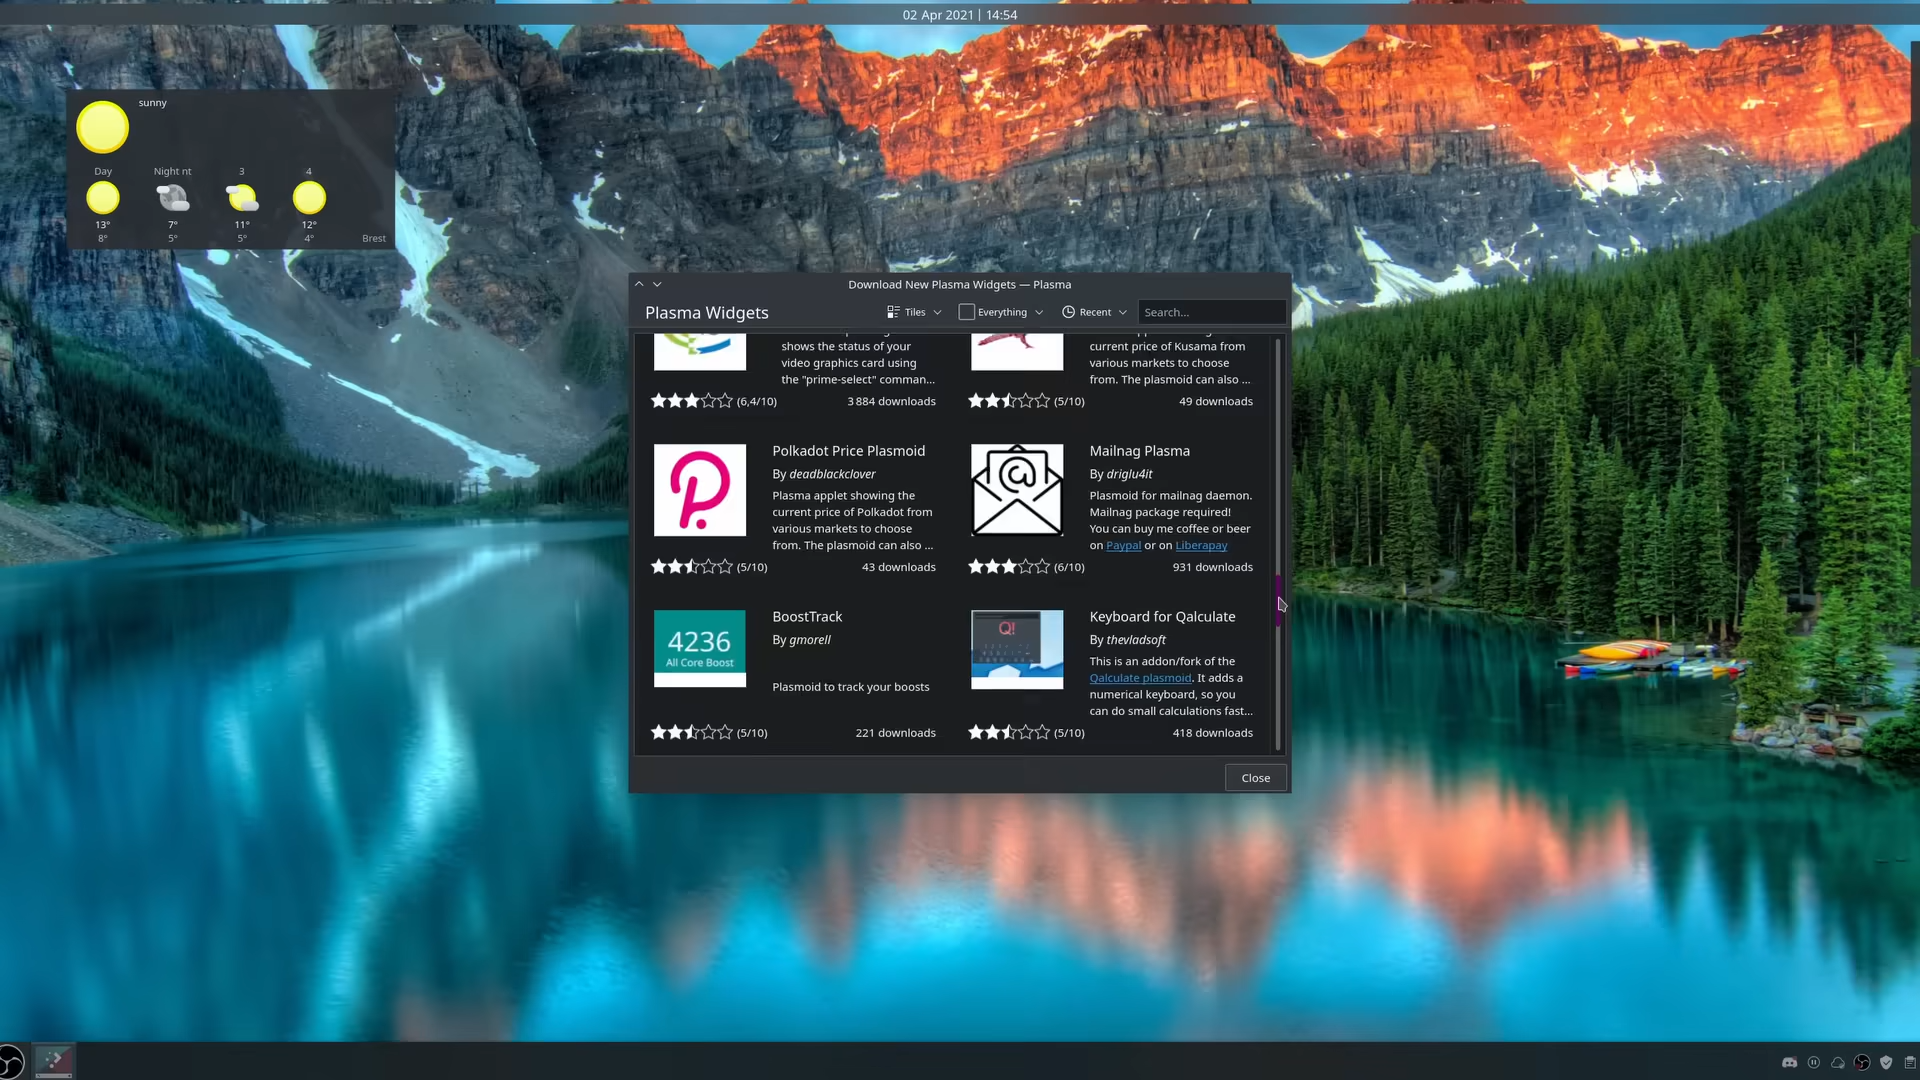 02 Apr 2021 | 14:54
sunny
Day Night nt 3 4
13° 7° 11° 12°
8° 5° 5° 4° Brest
Download New Plasma Widgets — Plasma
Plasma Widgets
Tiles Everything Recent Search...
shows the status of your
video graphics card using
the "prime-select" comman...
(6,4/10) 3 884 downloads
current price of Kusama from
various markets to choose
from. The plasmoid can also ...
(5/10) 49 downloads
Polkadot Price Plasmoid
By deadblackclover
Plasma applet showing the
current price of Polkadot from
various markets to choose
from. The plasmoid can also ...
(5/10) 43 downloads
Mailnag Plasma
By driglu4it
Plasmoid for mailnag daemon.
Mailnag package required!
You can buy me coffee or beer
on Paypal or on Liberapay
(6/10) 931 downloads
4236
All Core Boost
BoostTrack
By gmorell
Plasmoid to track your boosts
(5/10) 221 downloads
Q!
Keyboard for Qalculate
By thevladsoft
This is an addon/fork of the
Qalculate plasmoid. It adds a
numerical keyboard, so you
can do small calculations fast...
(5/10) 418 downloads
Close